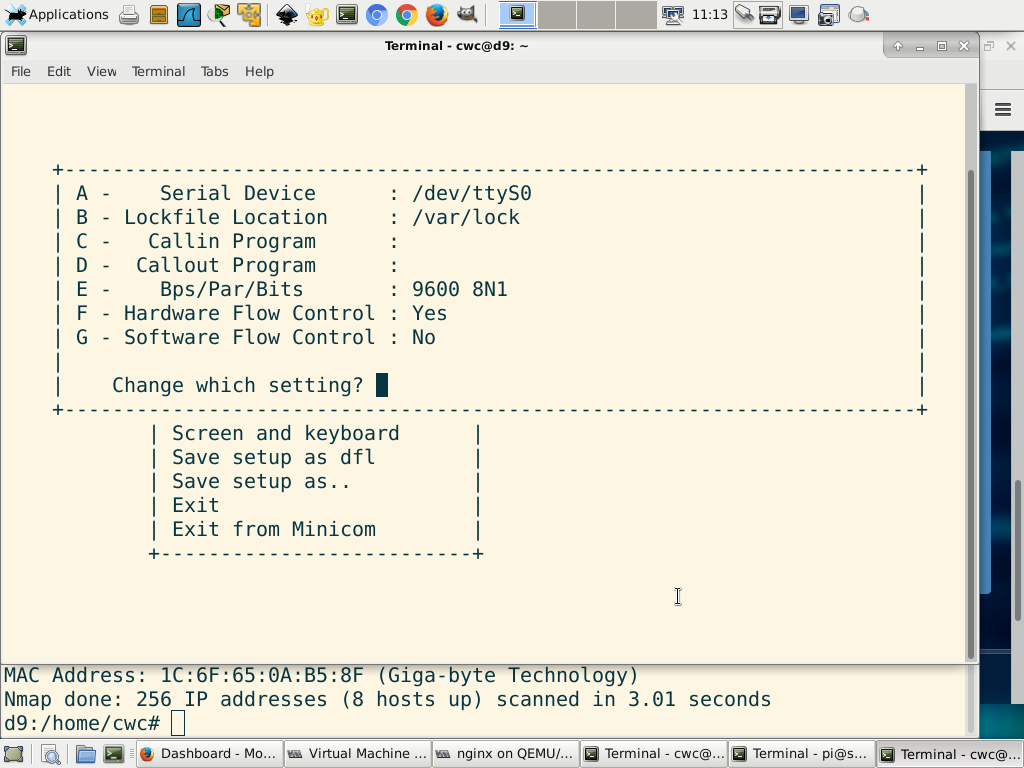 Applications 11:13
Terminal - cwc@d9: ~
File Edit View Terminal Tabs Help
+-----------------------------------------------------------------------+
| A -    Serial Device      : /dev/ttyS0                                |
| B - Lockfile Location     : /var/lock                                 |
| C -   Callin Program      :                                           |
| D -  Callout Program      :                                           |
| E -    Bps/Par/Bits       : 9600 8N1                                  |
| F - Hardware Flow Control : Yes                                       |
| G - Software Flow Control : No                                        |
|                                                                       |
|    Change which setting?                                              |
+-----------------------------------------------------------------------+
| Screen and keyboard      |
| Save setup as dfl        |
| Save setup as..          |
| Exit                     |
| Exit from Minicom        |
+--------------------------+
MAC Address: 1C:6F:65:0A:B5:8F (Giga-byte Technology)
Nmap done: 256 IP addresses (8 hosts up) scanned in 3.01 seconds
d9:/home/cwc#
Dashboard - Mo... Virtual Machine ... nginx on QEMU/... Terminal - cwc@... Terminal - pi@s... Terminal - cwc@...